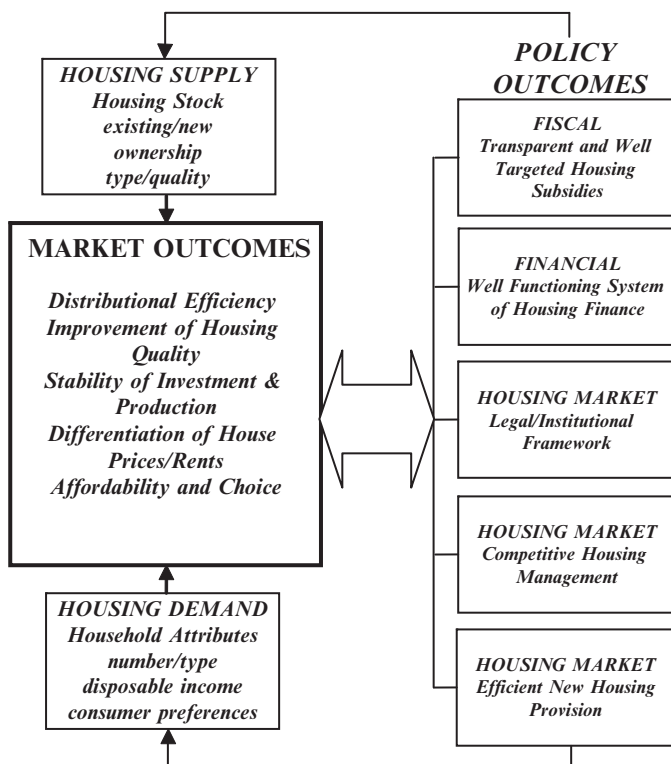 HOUSING SUPPLY
Housing Stock
existing/new
ownership
type/quality
MARKET OUTCOMES
Distributional Efficiency
Improvement of Housing
Quality
Stability of Investment &
Production
Differentiation of House
Prices/Rents
Affordability and Choice
HOUSING DEMAND
Household Attributes
number/type
disposable income
consumer preferences
POLICY
OUTCOMES
FISCAL
Transparent and Well
Targeted Housing
Subsidies
FINANCIAL
Well Functioning System
of Housing Finance
HOUSING MARKET
Legal/Institutional
Framework
HOUSING MARKET
Competitive Housing
Management
HOUSING MARKET
Efficient New Housing
Provision